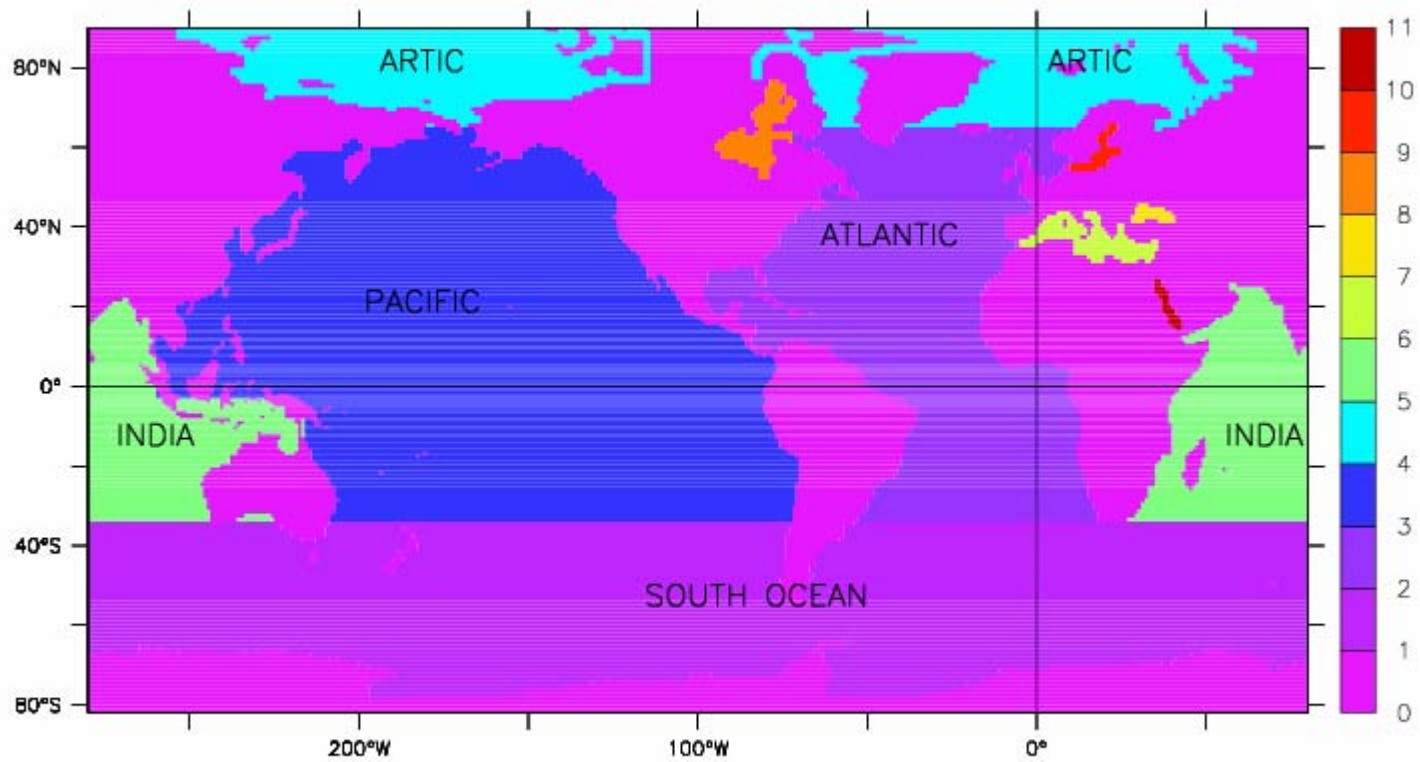 ARTIC ARTIC
80°N
40°N
ATLANTIC
PACIFIC
0°
INDIA INDIA
40°S
SOUTH OCEAN
80°S
200°W 100°W 0°
11
10
9
8
7
6
5
4
3
2
1
0